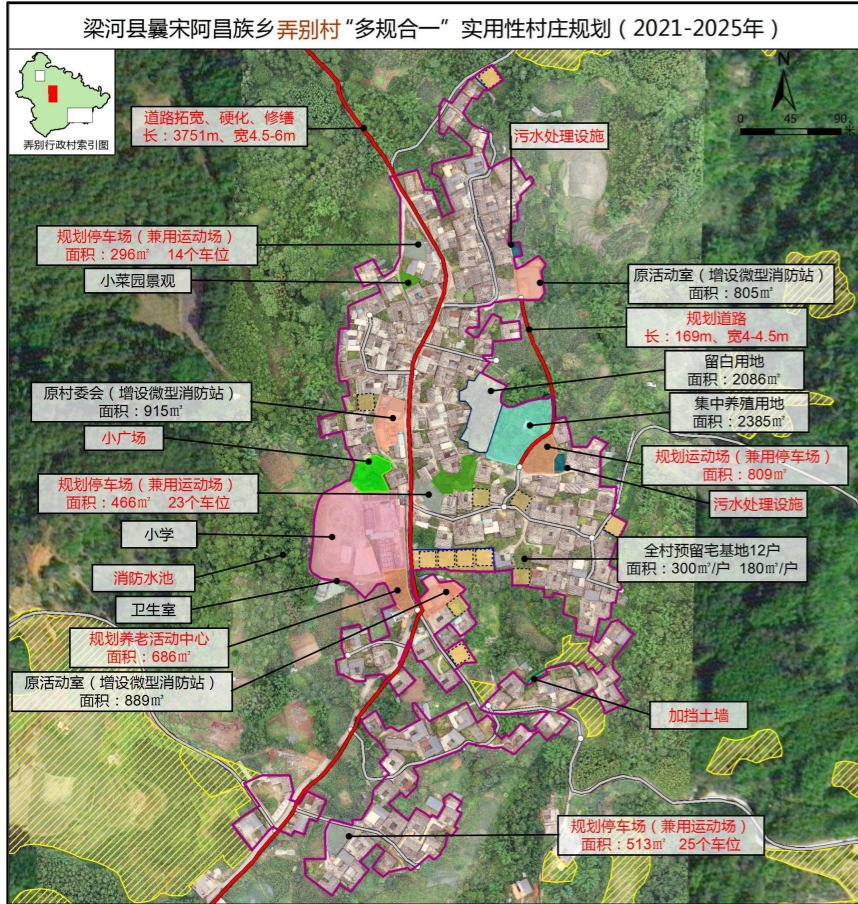 梁河县曩宋阿昌族乡弄别村“多规合一”实用性村庄规划（2021-2025年）
弄别行政村索引图
N
0 45 90
米
道路拓宽、硬化、修缮
长：3751m、宽4.5-6m
污水处理设施
规划停车场（兼用运动场）
面积：296㎡ 14个车位
小菜园景观
原活动室（增设微型消防站）
面积：805㎡
规划道路
长：169m、宽4-4.5m
留白用地
面积：2086㎡
原村委会（增设微型消防站）
面积：915㎡
集中养殖用地
面积：2385㎡
小广场
规划运动场（兼用停车场）
面积：809㎡
规划停车场（兼用运动场）
面积：466㎡ 23个车位
污水处理设施
小学
全村预留宅基地12户
面积：300㎡/户 180㎡/户
消防水池
卫生室
规划养老活动中心
面积：686㎡
原活动室（增设微型消防站）
面积：889㎡
加挡土墙
规划停车场（兼用运动场）
面积：513㎡ 25个车位